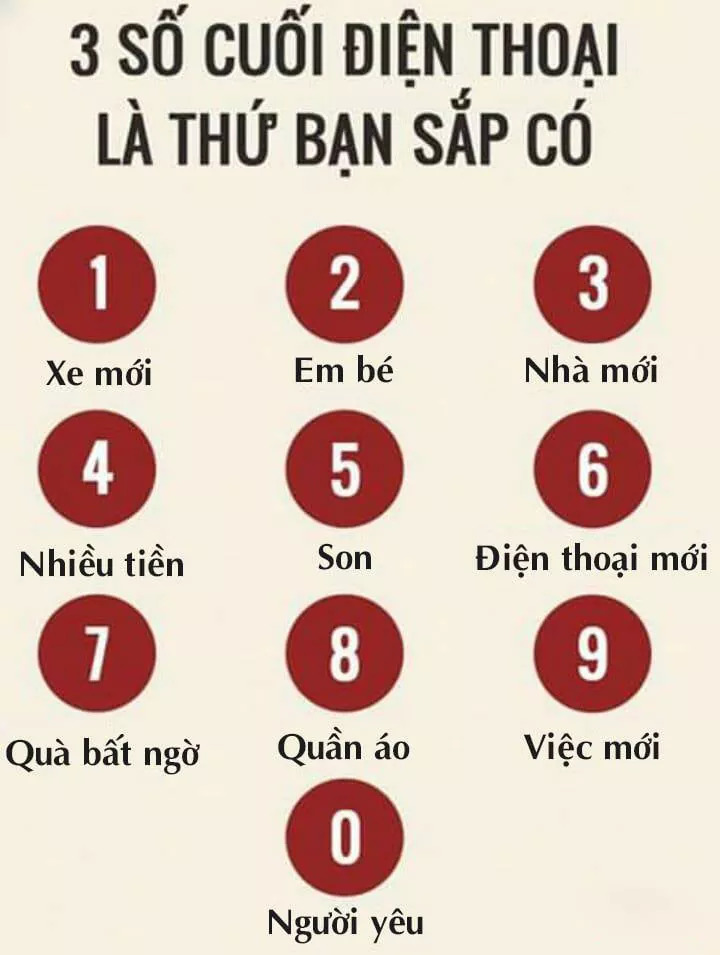 3 SỐ CUỐI ĐIỆN THOẠI
LÀ THỨ BẠN SẮP CÓ
1 2 3
Xe mới Em bé Nhà mới
4 5 6
Nhiều tiền Son Điện thoại mới
7 8 9
Quà bất ngờ Quần áo Việc mới
0
Người yêu